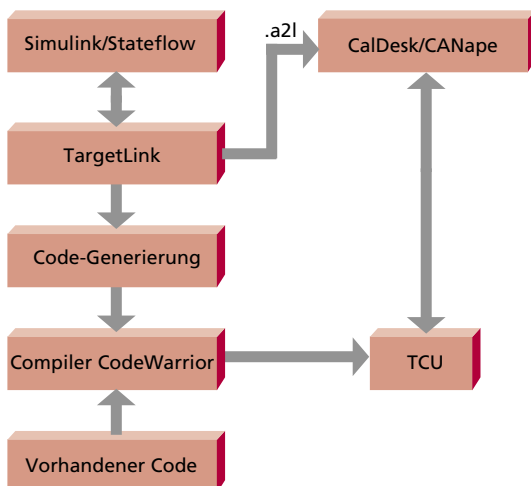 .a2l
Simulink/Stateflow
CalDesk/CANape
TargetLink
Code-Generierung
Compiler CodeWarrior
TCU
Vorhandener Code